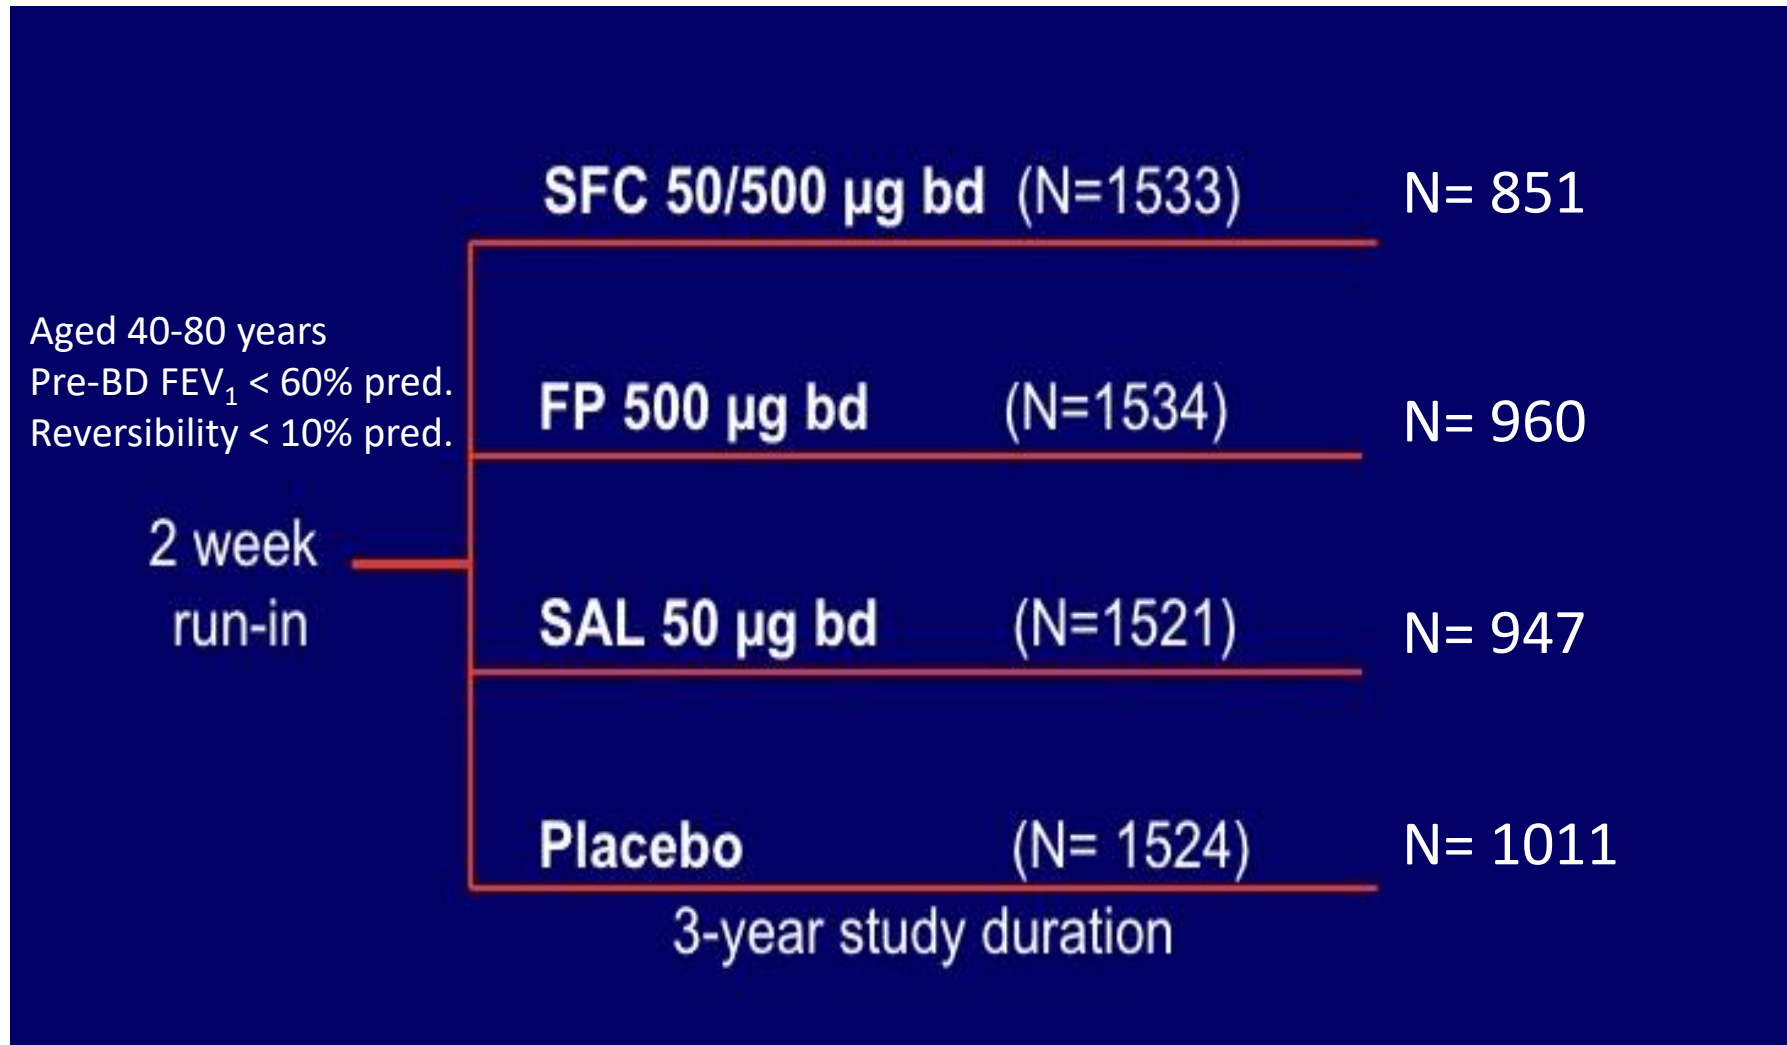 SFC 50/500 µg bd (N=1533) N= 851
Aged 40-80 years
Pre-BD FEV₁ < 60% pred.
Reversibility < 10% pred.
FP 500 µg bd (N=1534) N= 960
2 week
run-in
SAL 50 µg bd (N=1521) N= 947
Placebo (N= 1524) N= 1011
3-year study duration